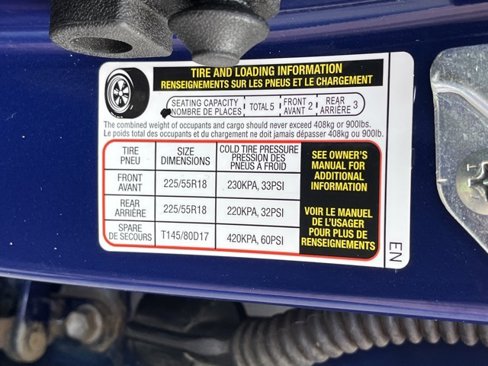 TIRE AND LOADING INFORMATION
RENSEIGNEMENTS SUR LES PNEUS ET LE CHARGEMENT
SEATING CAPACITY
NOMBRE DE PLACES
TOTAL 5
FRONT
AVANT 2
REAR
ARRIÈRE 3
The combined weight of occupants and cargo should never exceed 408kg or 900lbs.
Le poids total des occupants et du chargement ne doit jamais dépasser 408kg ou 900lb.
TIRE
PNEU
SIZE
DIMENSIONS
COLD TIRE PRESSURE
PRESSION DES PNEUS
À FROID
FRONT
AVANT
225/55R18
230KPA, 33PSI
REAR
ARRIÈRE
225/55R18
220KPA, 32PSI
SPARE
DE SECOURS
T145/80D17
420KPA, 60PSI
SEE OWNER'S
MANUAL FOR
ADDITIONAL
INFORMATION
VOIR LE MANUEL
DE L'USAGER
POUR PLUS DE
RENSEIGNEMENTS
EN